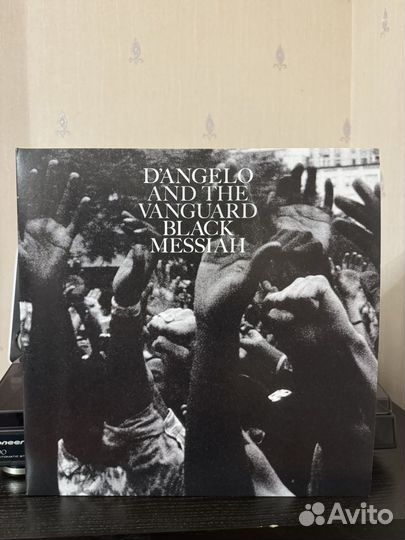 D'ANGELO
AND THE
VANGUARD
BLACK
MESSIAH
Avito